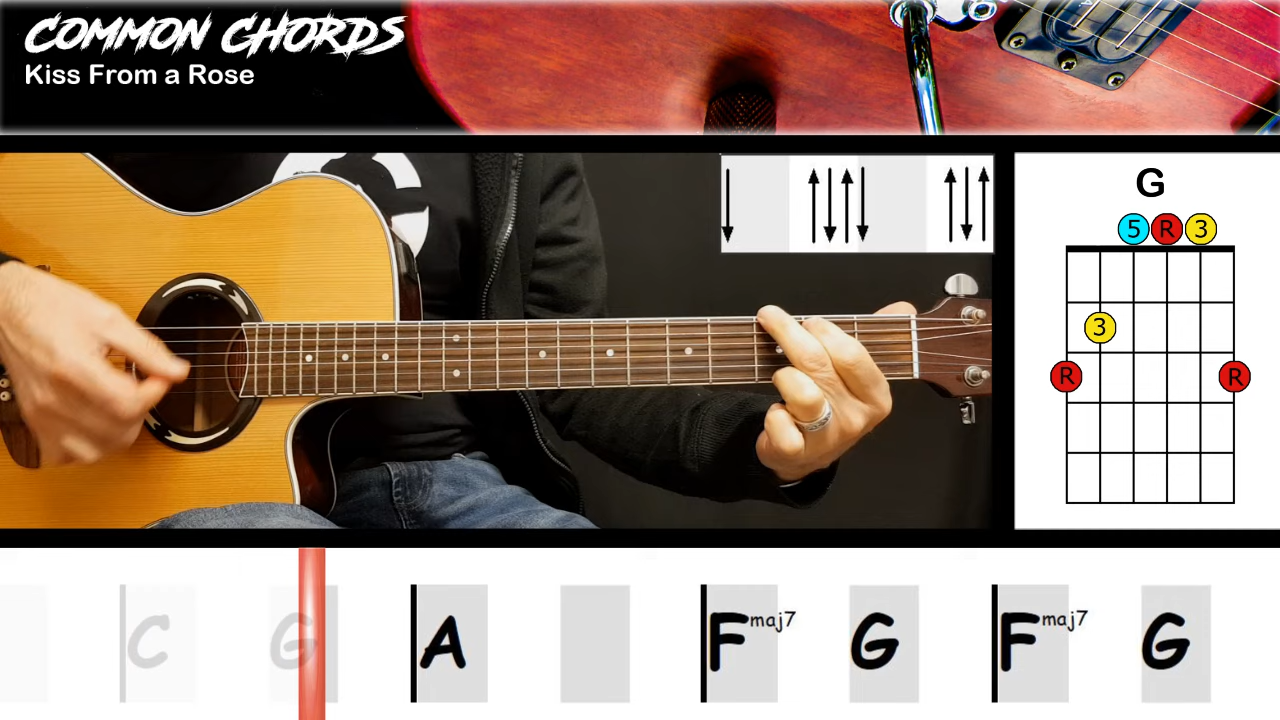 COMMON CHORDS
Kiss From a Rose
G
5 R 3
3
R R
C G A Fmaj7 G Fmaj7 G